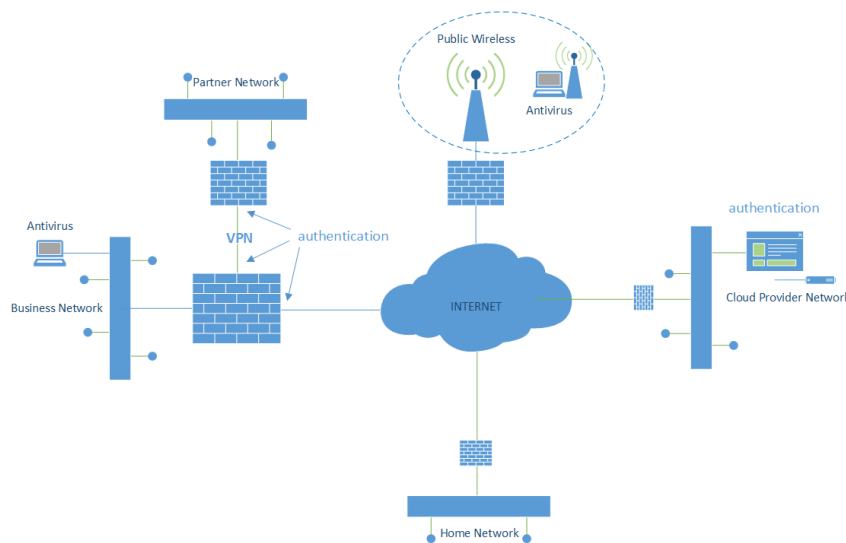 Public Wireless
Partner Network
Antivirus
authentication
Antivirus
VPN
authentication
Business Network
INTERNET
Cloud Provider Network
Home Network